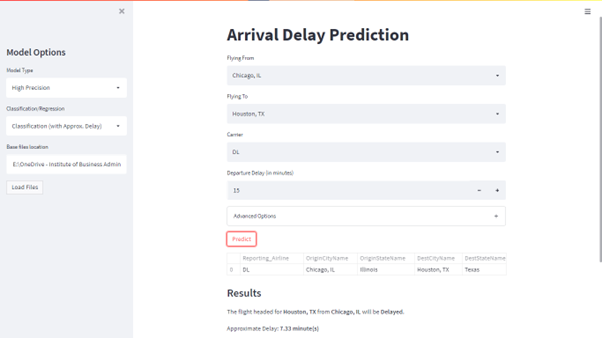 Model Options
Model Type
High Precision
Classification/Regression
Classification (with Approx. Delay)
Base files location
E:\OneDrive - Institute of Business Admin
Load Files
Arrival Delay Prediction
Flying From
Chicago, IL
Flying To
Houston, TX
Carrier
DL
Departure Delay (in minutes)
15
Advanced Options
Predict
Reporting_Airline OriginCityName OriginStateName DestCityName DestStateName
0 DL Chicago, IL Illinois Houston, TX Texas
Results
The flight headed for Houston, TX from Chicago, IL will be Delayed.
Approximate Delay: 7.33 minute(s)